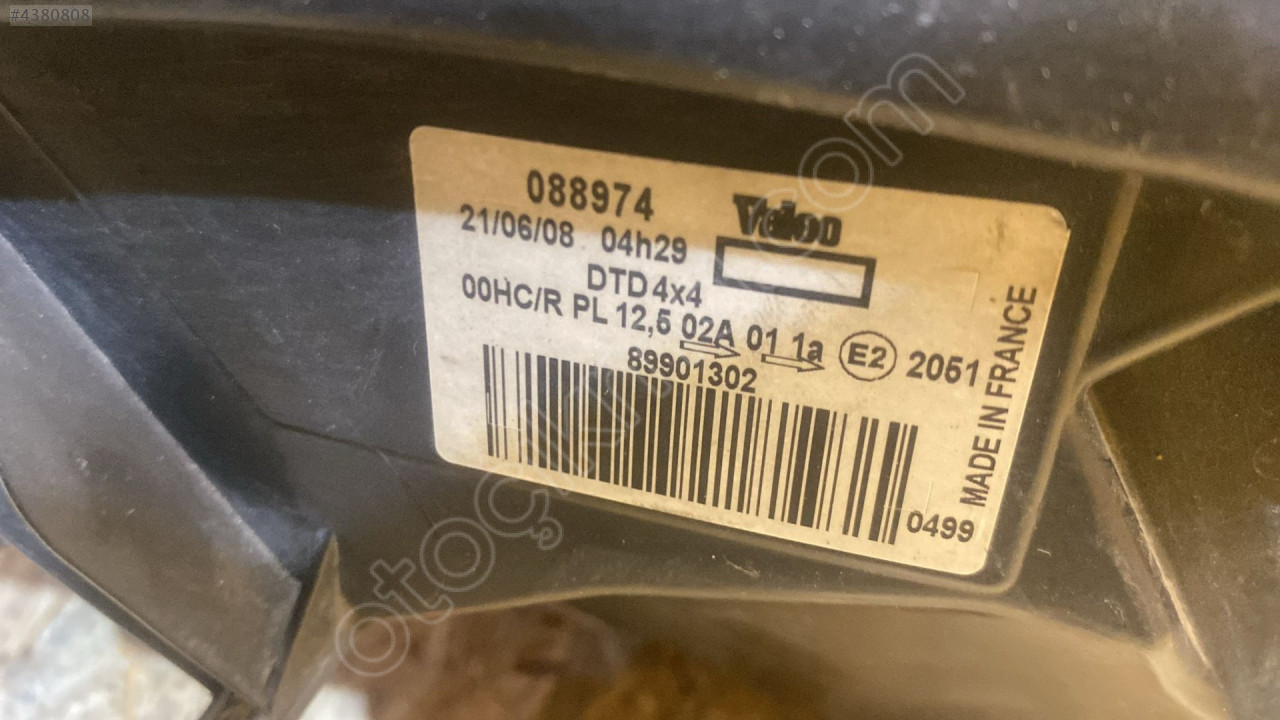 #4380808
088974
Valeo
21/06/08 04h29
DTD 4x4
00HC/R PL 12,5 02A 01 1a E2 2051
89901302
MADE IN FRANCE
0499
otoçıkma.com